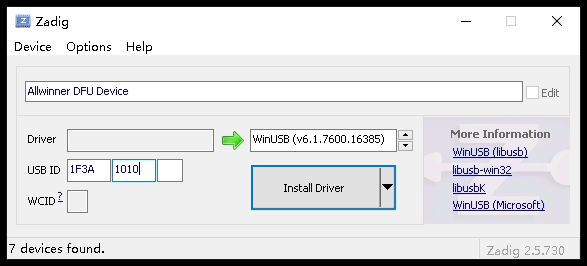 Zadig
Device Options Help
Allwinner DFU Device Edit
Driver WinUSB (v6.1.7600.16385)
USB ID 1F3A 1010
WCID ?
Install Driver
More Information
WinUSB (libusb)
libusb-win32
libusbK
WinUSB (Microsoft)
7 devices found. Zadig 2.5.730